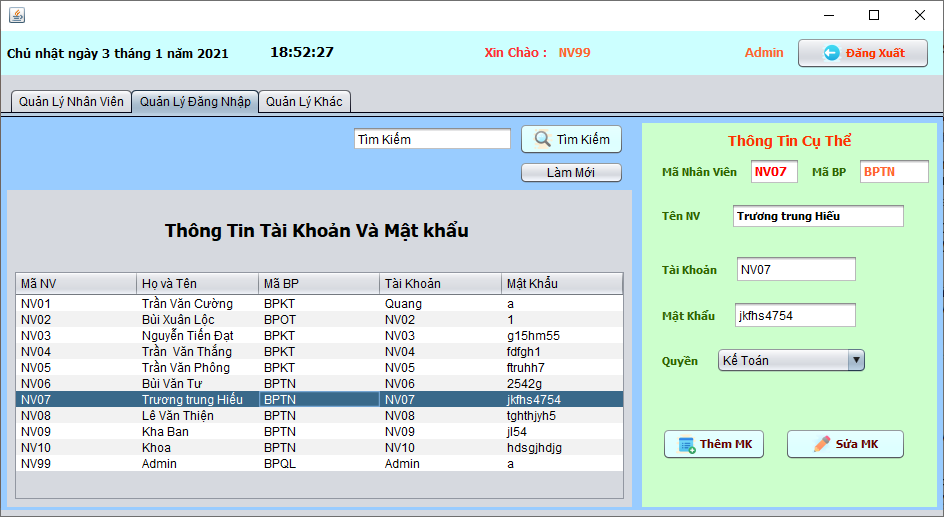 Chủ nhật ngày 3 tháng 1 năm 2021 18:52:27 Xin Chào : NV99 Admin Đăng Xuất
Quản Lý Nhân Viên Quản Lý Đăng Nhập Quản Lý Khác
Tìm Kiếm Tìm Kiếm
Làm Mới
Thông Tin Tài Khoản Và Mật khẩu
Mã NV Họ và Tên Mã BP Tài Khoản Mật Khẩu
NV01 Trần Văn Cường BPKT Quang a
NV02 Bùi Xuân Lộc BPOT NV02 1
NV03 Nguyễn Tiến Đạt BPKT NV03 g15hm55
NV04 Trần  Văn Thắng BPKT NV04 fdfgh1
NV05 Trần Văn Phông BPKT NV05 ftruhh7
NV06 Bùi Văn Tư BPTN NV06 2542g
NV07 Trương trung Hiếu BPTN NV07 jkfhs4754
NV08 Lê Văn Thiện BPTN NV08 tghthjyh5
NV09 Kha Ban BPTN NV09 jl54
NV10 Khoa BPTN NV10 hdsgjhdjg
NV99 Admin BPQL Admin a
Thông Tin Cụ Thể
Mã Nhân Viên NV07 Mã BP BPTN
Tên NV Trương trung Hiếu
Tài Khoản NV07
Mật Khẩu jkfhs4754
Quyền Kế Toán
Thêm MK Sửa MK